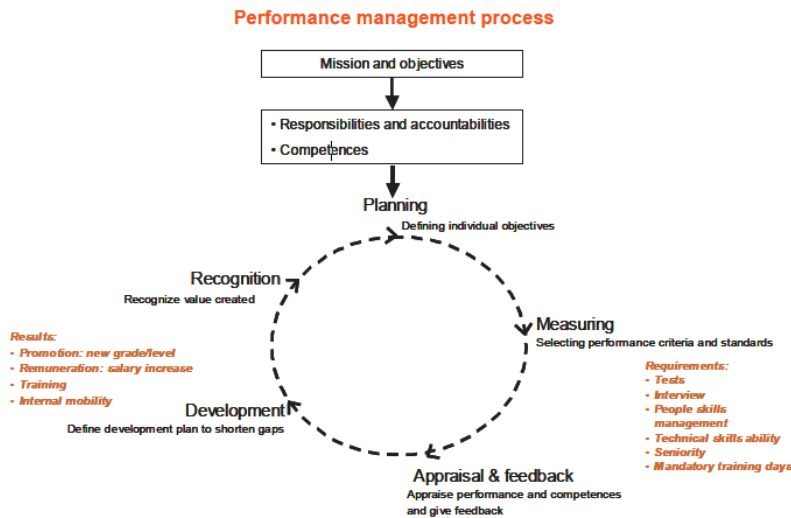 Performance management process
Mission and objectives
• Responsibilities and accountabilities
• Competences
Planning
Defining individual objectives
Recognition
Recognize value created
Measuring
Selecting performance criteria and standards
Results:
- Promotion: new grade/level
- Remuneration: salary increase
- Training
- Internal mobility
Requirements:
- Tests
- Interview
- People skills
management
- Technical skills ability
- Seniority
- Mandatory training days
Development
Define development plan to shorten gaps
Appraisal & feedback
Appraise performance and competences
and give feedback